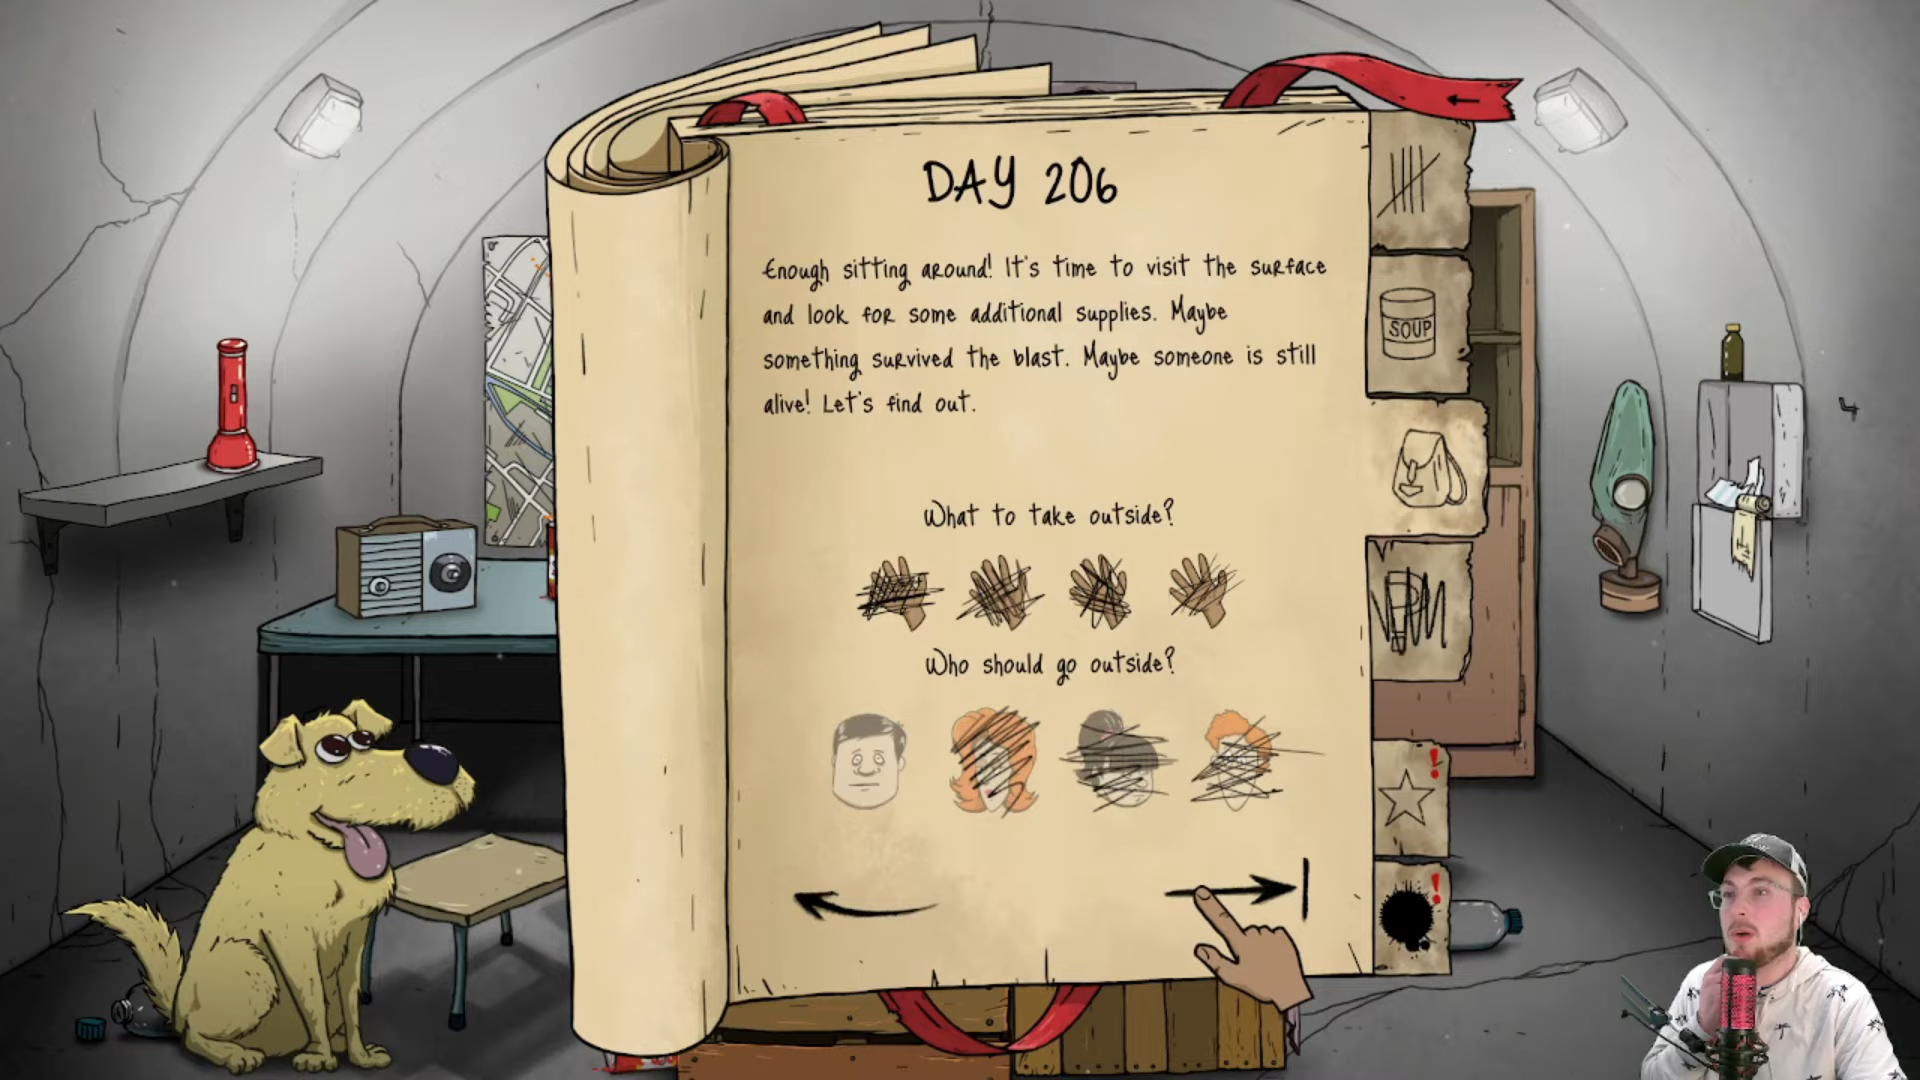 DAY 206
Enough sitting around! It's time to visit the surface
and look for some additional supplies. Maybe
something survived the blast. Maybe someone is still
alive! Let's find out.
SOUP
What to take outside?
Who should go outside?
!
!